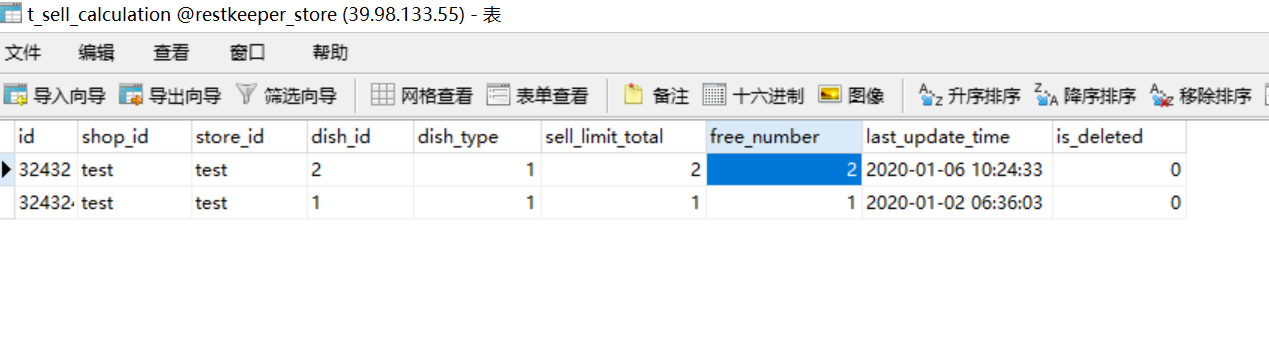 t_sell_calculation @restkeeper_store (39.98.133.55) - 表
文件 编辑 查看 窗口 帮助
导入向导 导出向导 筛选向导 网格查看 表单查看 备注 十六进制 图像 升序排序 降序排序 移除排序
id shop_id store_id dish_id dish_type sell_limit_total free_number last_update_time is_deleted
32432 test test 2 1 2 2 2020-01-06 10:24:33 0
32432 test test 1 1 1 1 2020-01-02 06:36:03 0